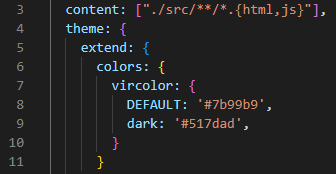 3 content: ["./src/**/*.{html,js}"],
4 theme: {
5 extend: {
6 colors: {
7 vircolor: {
8 DEFAULT: '#7b99b9',
9 dark: '#517dad',
10 }
11 }